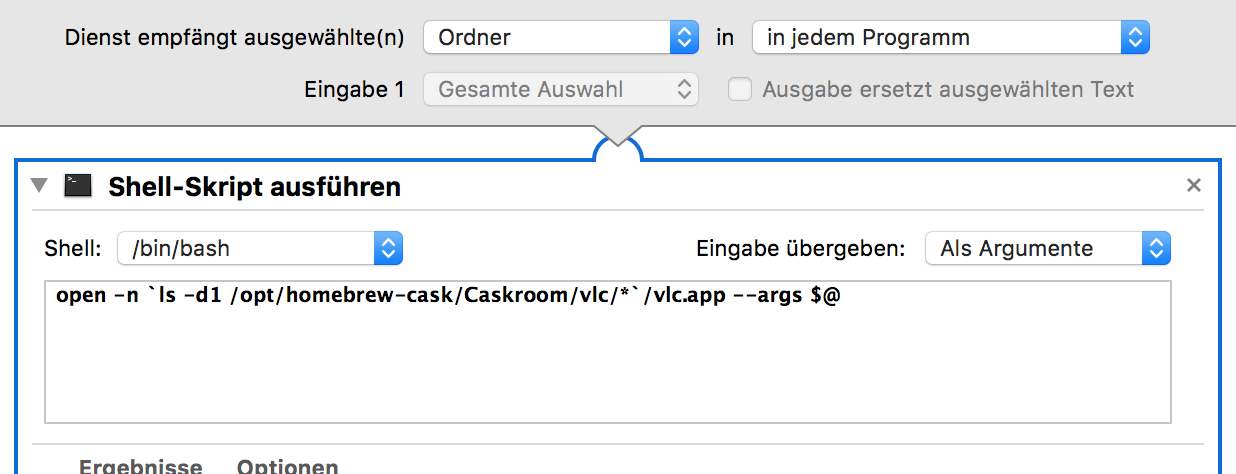 Dienst empfängt ausgewählte(n) Ordner in in jedem Programm
Eingabe 1 Gesamte Auswahl Ausgabe ersetzt ausgewählten Text
Shell-Skript ausführen
Shell: /bin/bash Eingabe übergeben: Als Argumente
open -n `ls -d1 /opt/homebrew-cask/Caskroom/vlc/*`/vlc.app --args $@
Ergebnisse Optionen